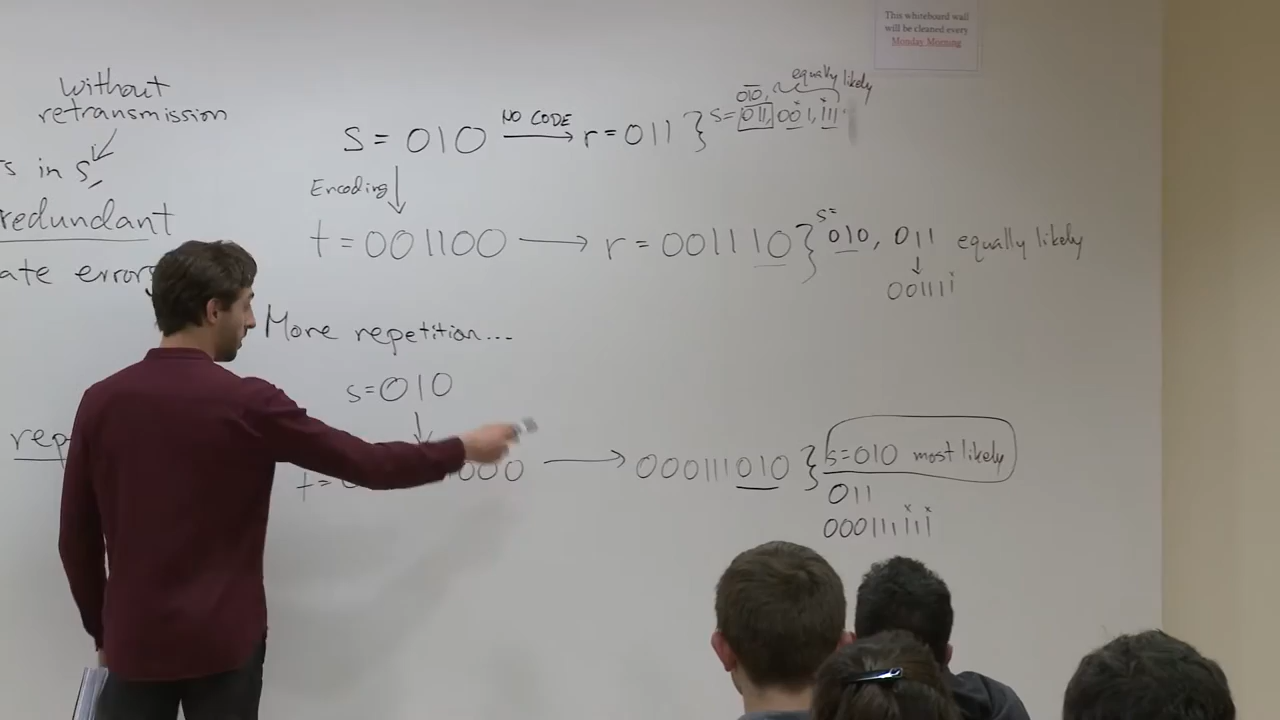 This whiteboard wall
will be cleaned every
Monday Morning
without
retransmission
s in s,
redundant
ate errors
rep
equally likely
010,
s = 010 NO CODE r = 011 } s = 011, 001, 111
Encoding
t = 001100 → r = 001110 } s= 010, 011 equally likely
001111
More repetition...
s = 010
t = 000 → 000111010 } s=010 most likely
011
000111111